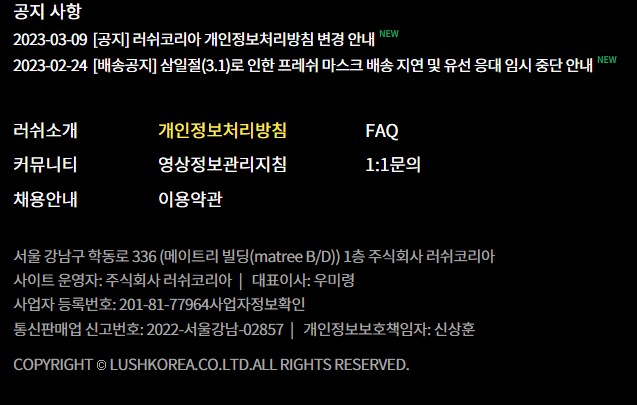 공지 사항
2023-03-09 [공지] 러쉬코리아 개인정보처리방침 변경 안내 NEW
2023-02-24 [배송공지] 삼일절(3.1)로 인한 프레쉬 마스크 배송 지연 및 유선 응대 임시 중단 안내 NEW
러쉬소개 개인정보처리방침 FAQ
커뮤니티 영상정보관리지침 1:1문의
채용안내 이용약관
서울 강남구 학동로 336 (메이트리 빌딩(matree B/D)) 1층 주식회사 러쉬코리아
사이트 운영자: 주식회사 러쉬코리아 | 대표이사: 우미령
사업자 등록번호: 201-81-77964사업자정보확인
통신판매업 신고번호: 2022-서울강남-02857 | 개인정보보호책임자: 신상훈
COPYRIGHT © LUSHKOREA.CO.LTD.ALL RIGHTS RESERVED.